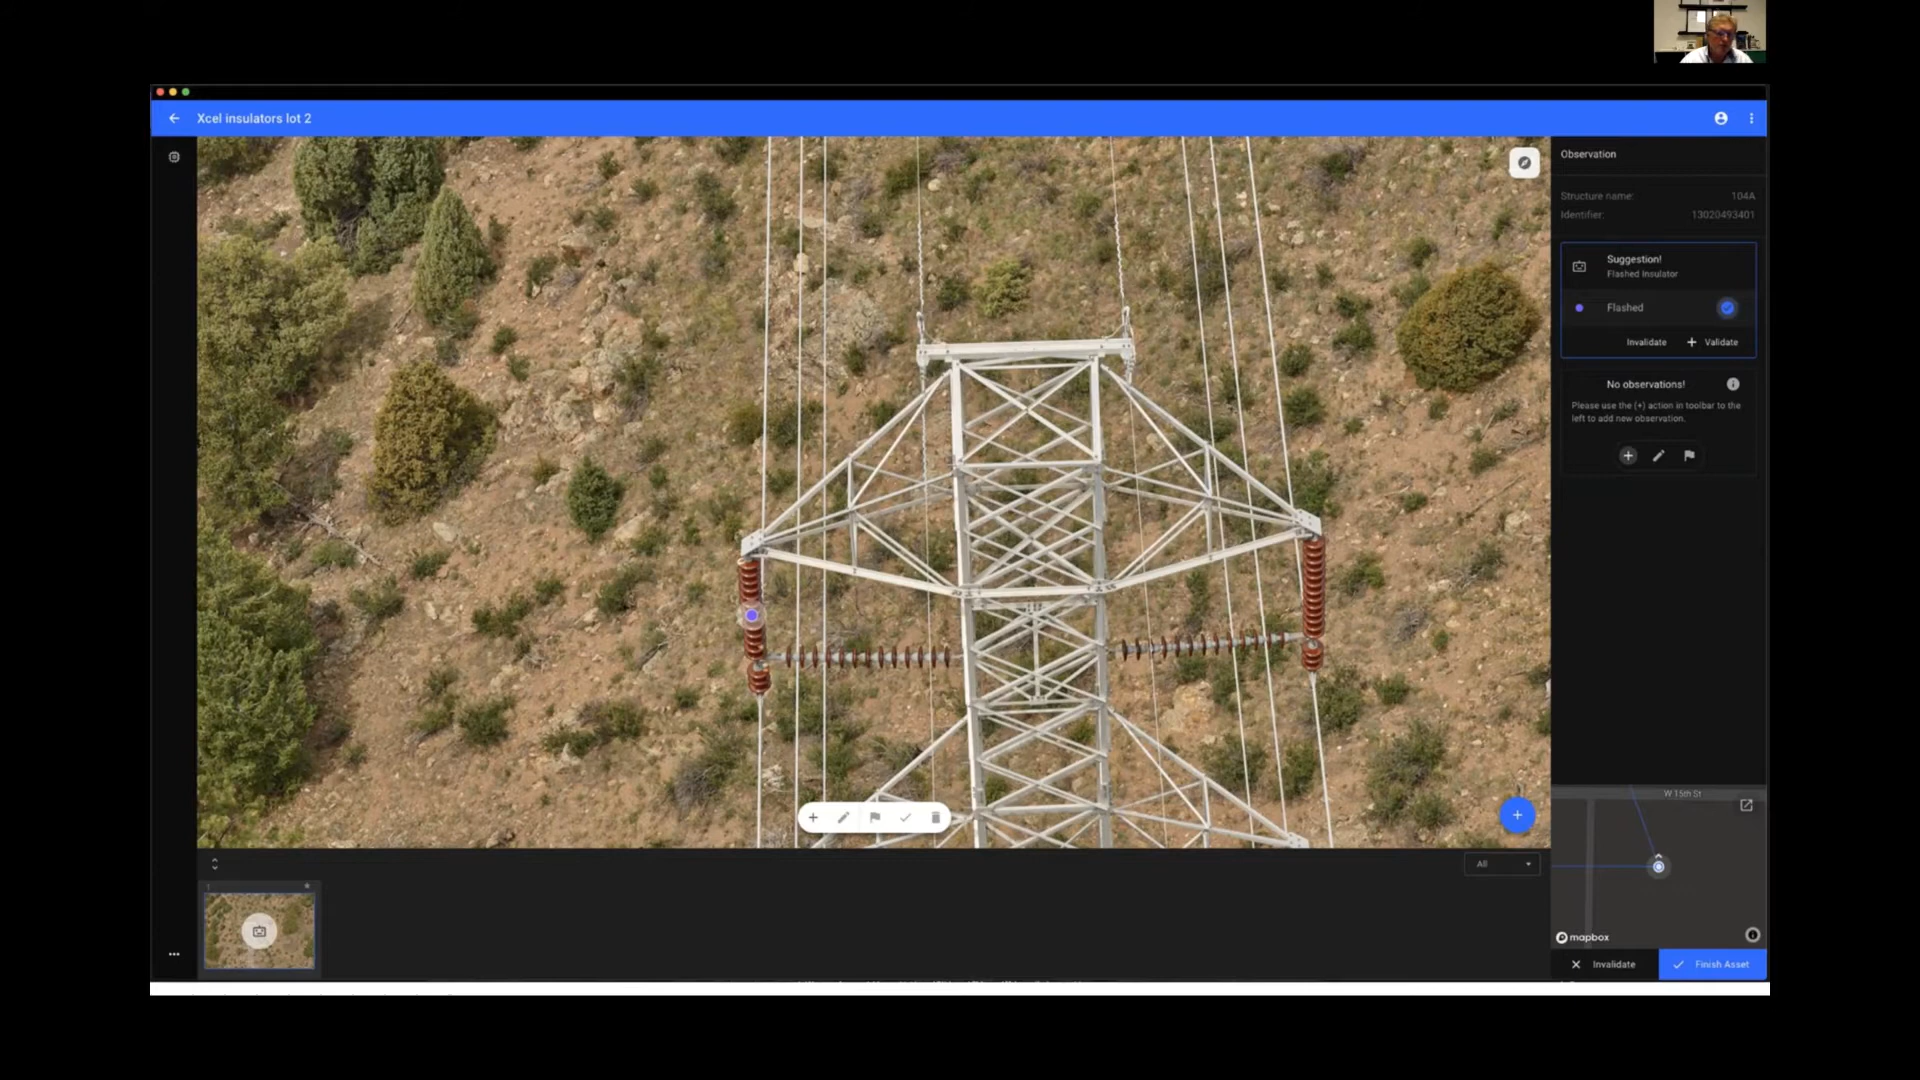 Xcel insulators lot 2
Observation
Structure name: 104A
Identifier: 13020493401
Suggestion!
Flashed Insulator
Flashed
Invalidate + Validate
No observations!
Please use the (+) action in toolbar to the
left to add new observation.
All
1
W 15th St
mapbox
Invalidate
Finish Asset